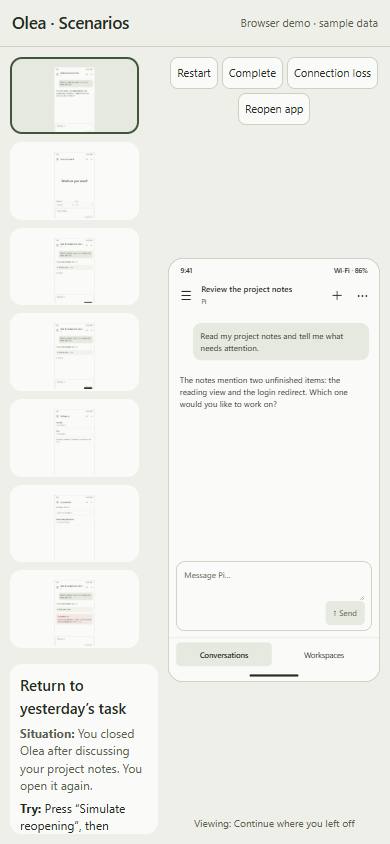 Olea · Scenarios
Browser demo · sample data
Restart
Complete
Connection loss
Reopen app
9:41
Wi-Fi · 86%
Review the project notes
Pi
Read my project notes and tell me what
needs attention.
The notes mention two unfinished items: the
reading view and the login redirect. Which one
would you like to work on?
Message Pi...
↑ Send
Conversations
Workspaces
Return to
yesterday’s task
Situation: You closed
Olea after discussing
your project notes. You
open it again.
Try: Press “Simulate
reopening”, then
Viewing: Continue where you left off